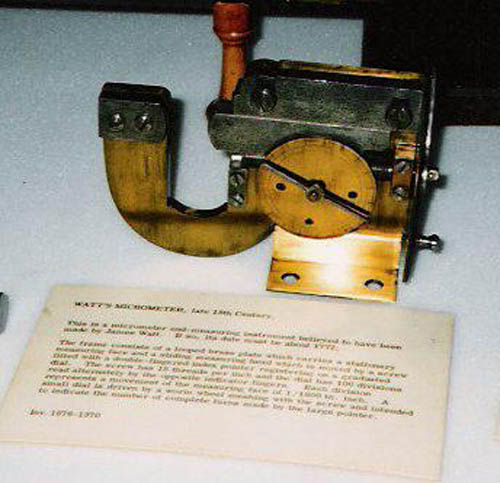 WATT'S MICROMETER, late 18th Century.
This is a micrometer end-measuring instrument believed to have been
made by James Watt. If so, its date must be about 1772.
The frame consists of a brass plate which carries a stationary
measuring face and a sliding measuring head which is moved by a screw
fitted with a double-fingered index pointer registering on a graduated
dial. The screw has 18 threads per inch and the dial has 100 divisions
read alternately by the opposite indicator fingers. Each division
represents a movement of the measuring face of 1/1800 th. inch. A
small dial is driven by a worm wheel meshing with the screw and intended
to indicate the number of complete turns made by the large pointer.
Inv. 1876-1370